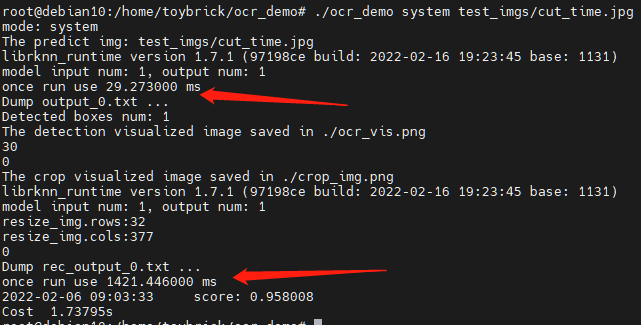 root@debian10:/home/toybrick/ocr_demo# ./ocr_demo system test_imgs/cut_time.jpg
mode: system
The predict img: test_imgs/cut_time.jpg
librknn_runtime version 1.7.1 (97198ce build: 2022-02-16 19:23:45 base: 1131)
model input num: 1, output num: 1
once run use 29.273000 ms
Dump output_0.txt ...
Detected boxes num: 1
The detection visualized image saved in ./ocr_vis.png
30
0
The crop visualized image saved in ./crop_img.png
librknn_runtime version 1.7.1 (97198ce build: 2022-02-16 19:23:45 base: 1131)
model input num: 1, output num: 1
resize_img.rows:32
resize_img.cols:377
0
Dump rec_output_0.txt ...
once run use 1421.446000 ms
2022-02-06 09:03:33     score: 0.958008
Cost  1.73795s
root@debian10:/home/toybrick/ocr_demo#